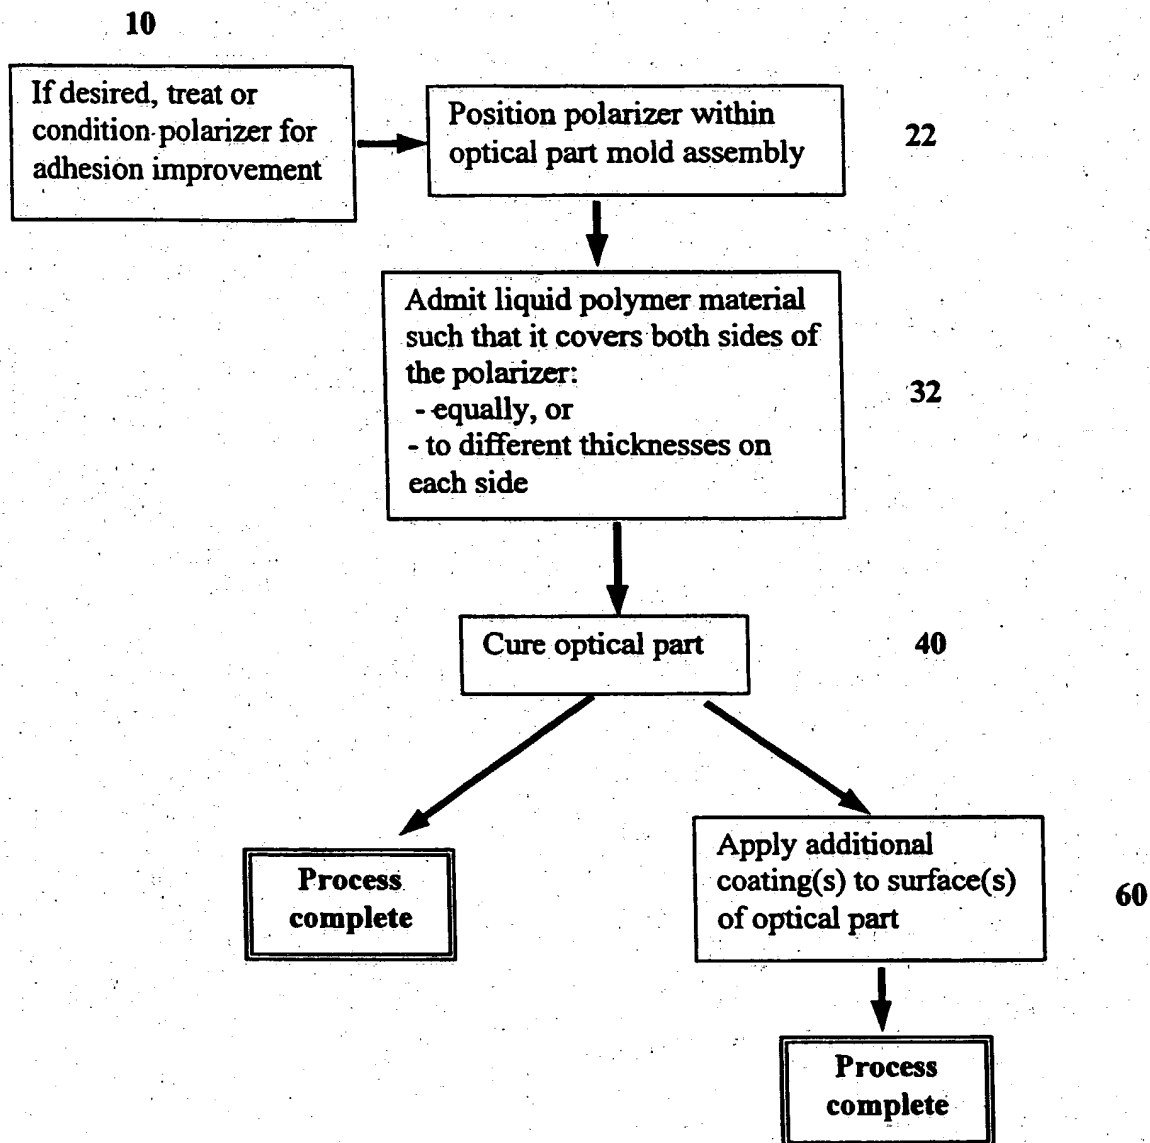 10
If desired, treat or
condition polarizer for
adhesion improvement
Position polarizer within
optical part mold assembly
22
Admit liquid polymer material
such that it covers both sides of
the polarizer:
- equally, or
- to different thicknesses on
each side
32
Cure optical part
40
Process
complete
Apply additional
coating(s) to surface(s)
of optical part
60
Process
complete